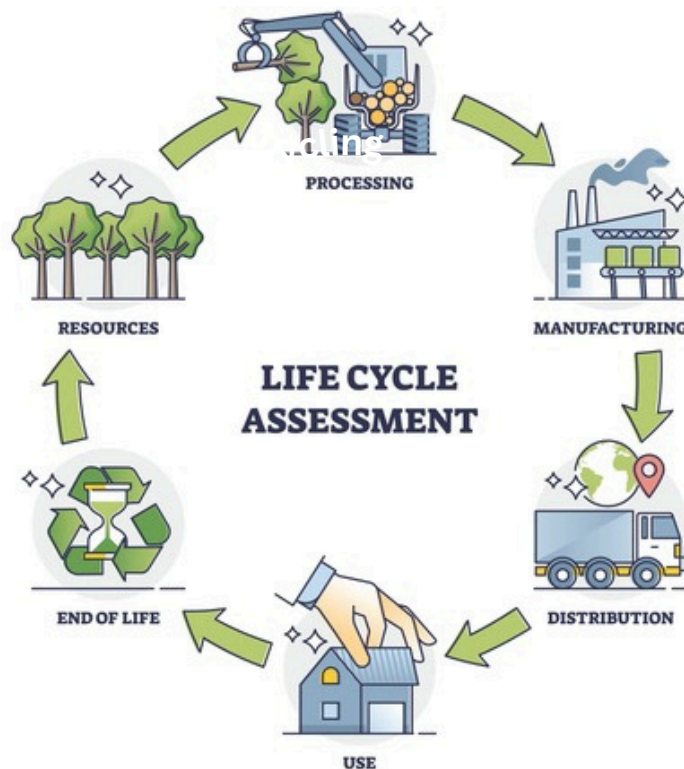 PROCESSING
RESOURCES
MANUFACTURING
LIFE CYCLE
ASSESSMENT
END OF LIFE
DISTRIBUTION
USE